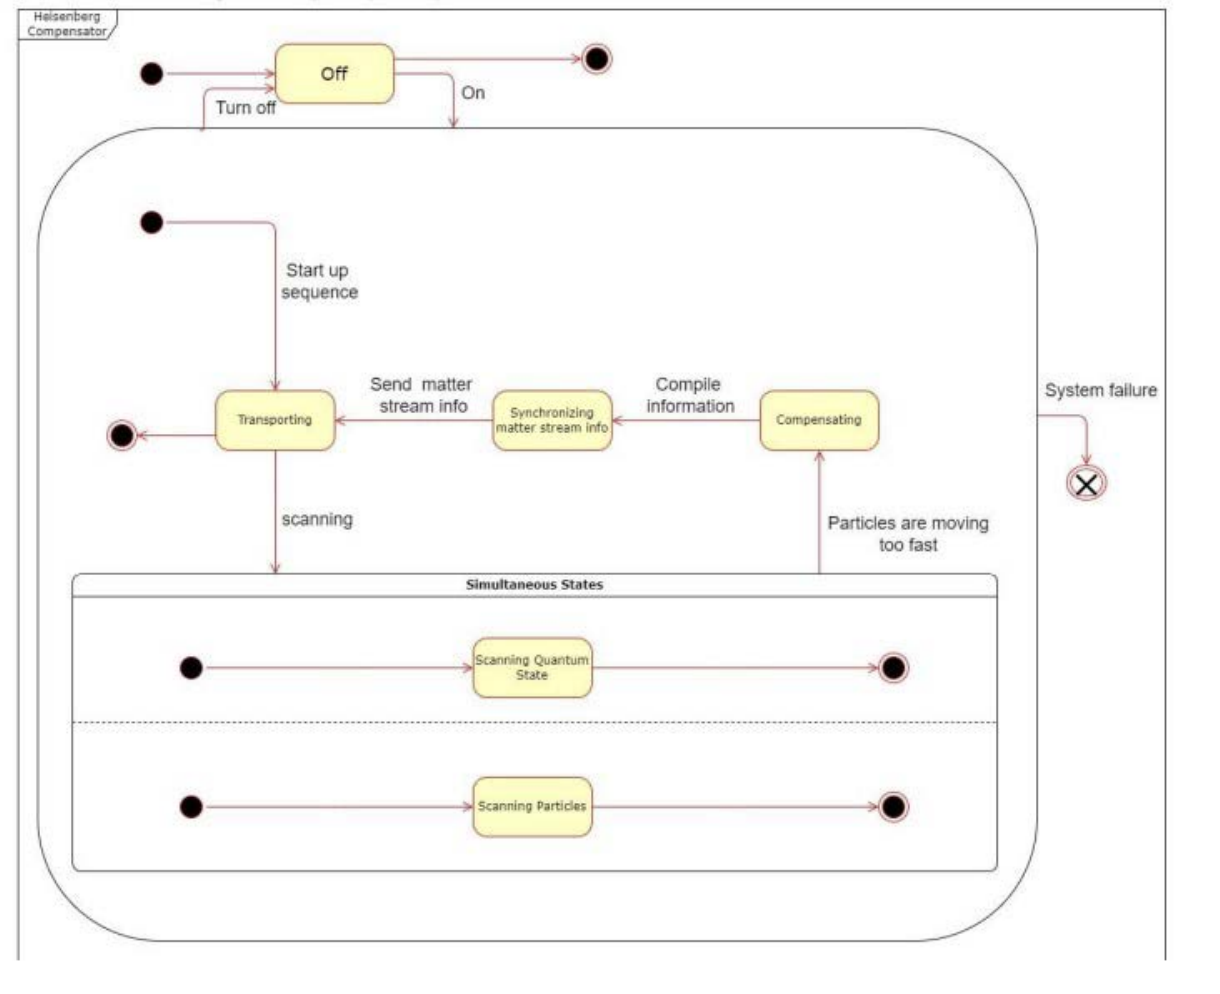 Heisenberg
Compensator
Off
Turn off
On
Start up
sequence
Send matter
stream info
Compile
information
System failure
Transporting
Synchronizing
matter stream info
Compensating
scanning
Particles are moving
too fast
Simultaneous States
Scanning Quantum
State
Scanning Particles